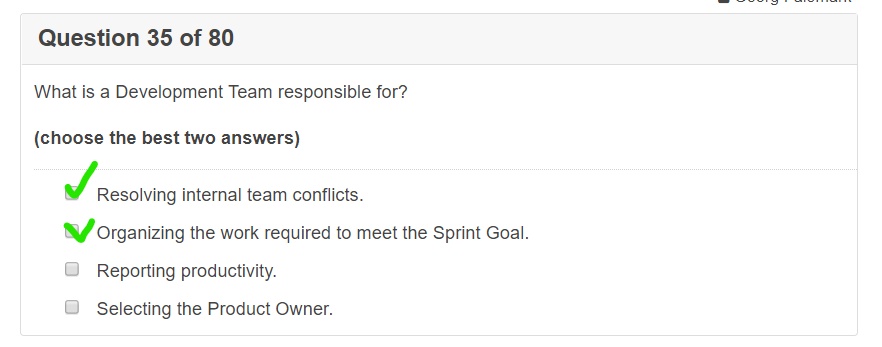 Question 35 of 80
What is a Development Team responsible for?
(choose the best two answers)
Resolving internal team conflicts.
Organizing the work required to meet the Sprint Goal.
Reporting productivity.
Selecting the Product Owner.